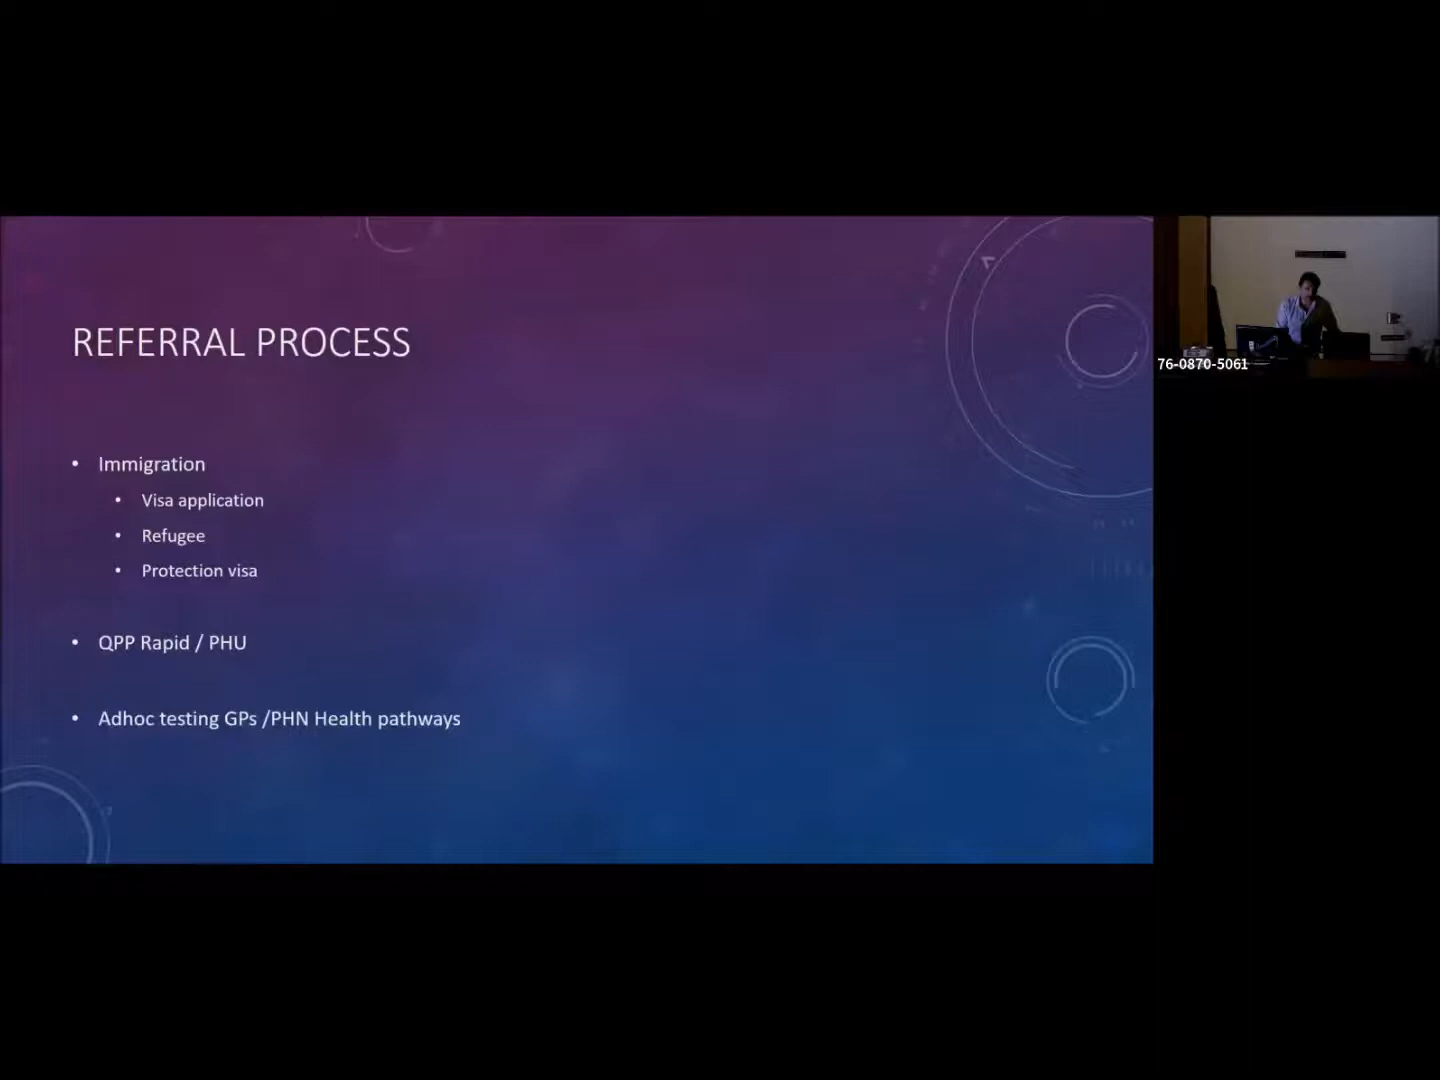 REFERRAL PROCESS
• Immigration
• Visa application
• Refugee
• Protection visa
• QPP Rapid / PHU
• Adhoc testing GPs /PHN Health pathways
76-0870-5061